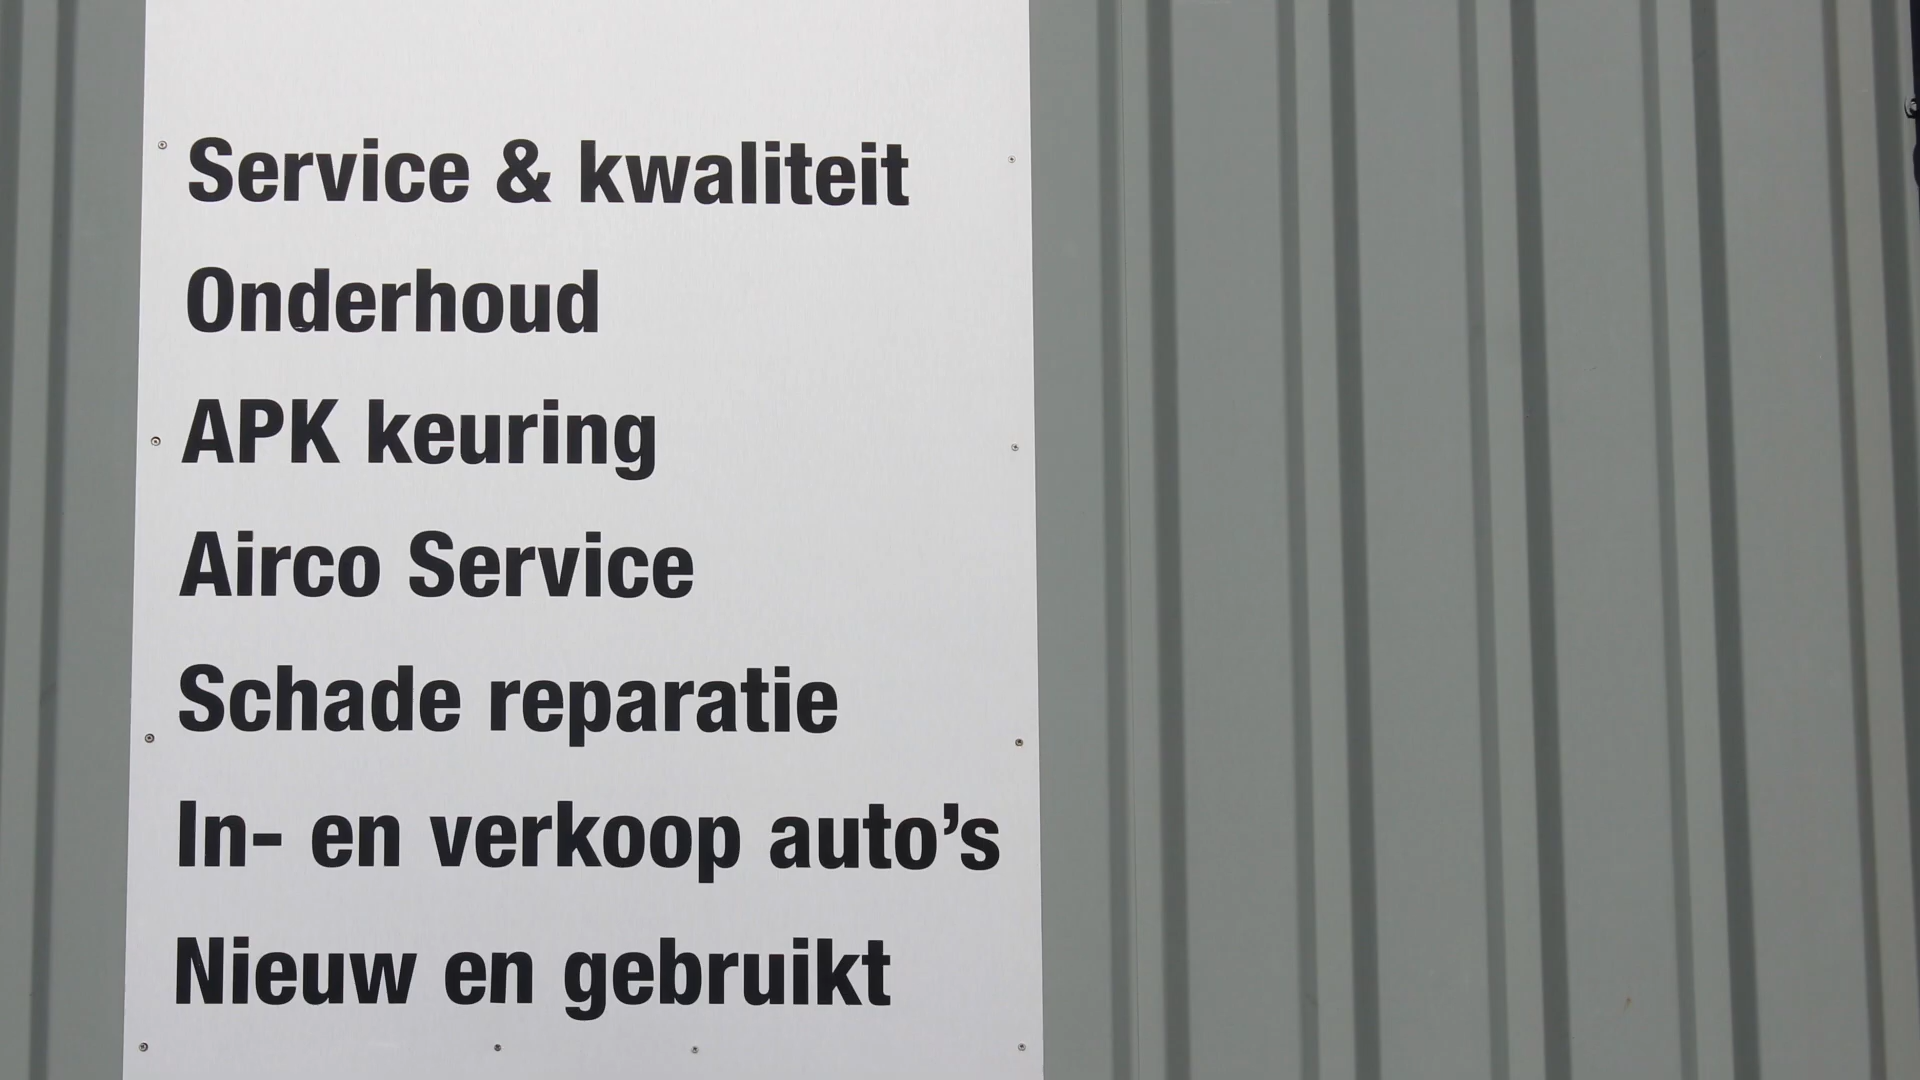 Service & kwaliteit
Onderhoud
APK keuring
Airco Service
Schade reparatie
In- en verkoop auto’s
Nieuw en gebruikt